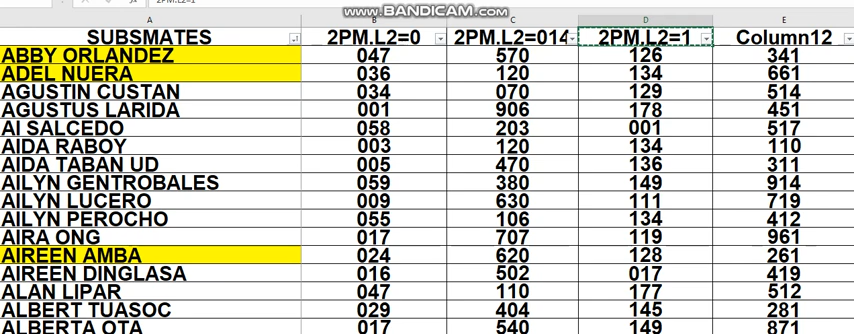 2PM.L2=1
www.BANDICAM.com
A B C D E
SUBSMATES 2PM.L2=0 2PM.L2=014 2PM.L2=1 Column12
ABBY ORLANDEZ 047 570 126 341
ADEL NUERA 036 120 134 661
AGUSTIN CUSTAN 034 070 129 514
AGUSTUS LARIDA 001 906 178 451
AI SALCEDO 058 203 001 517
AIDA RABOY 003 120 134 110
AIDA TABAN UD 005 470 136 311
AILYN GENTROBALES 059 380 149 914
AILYN LUCERO 009 630 111 719
AILYN PEROCHO 055 106 134 412
AIRA ONG 017 707 119 961
AIREEN AMBA 024 620 128 261
AIREEN DINGLASA 016 502 017 419
ALAN LIPAR 047 110 177 512
ALBERT TUASOC 029 404 145 281
ALBERTA OTA 017 540 149 871